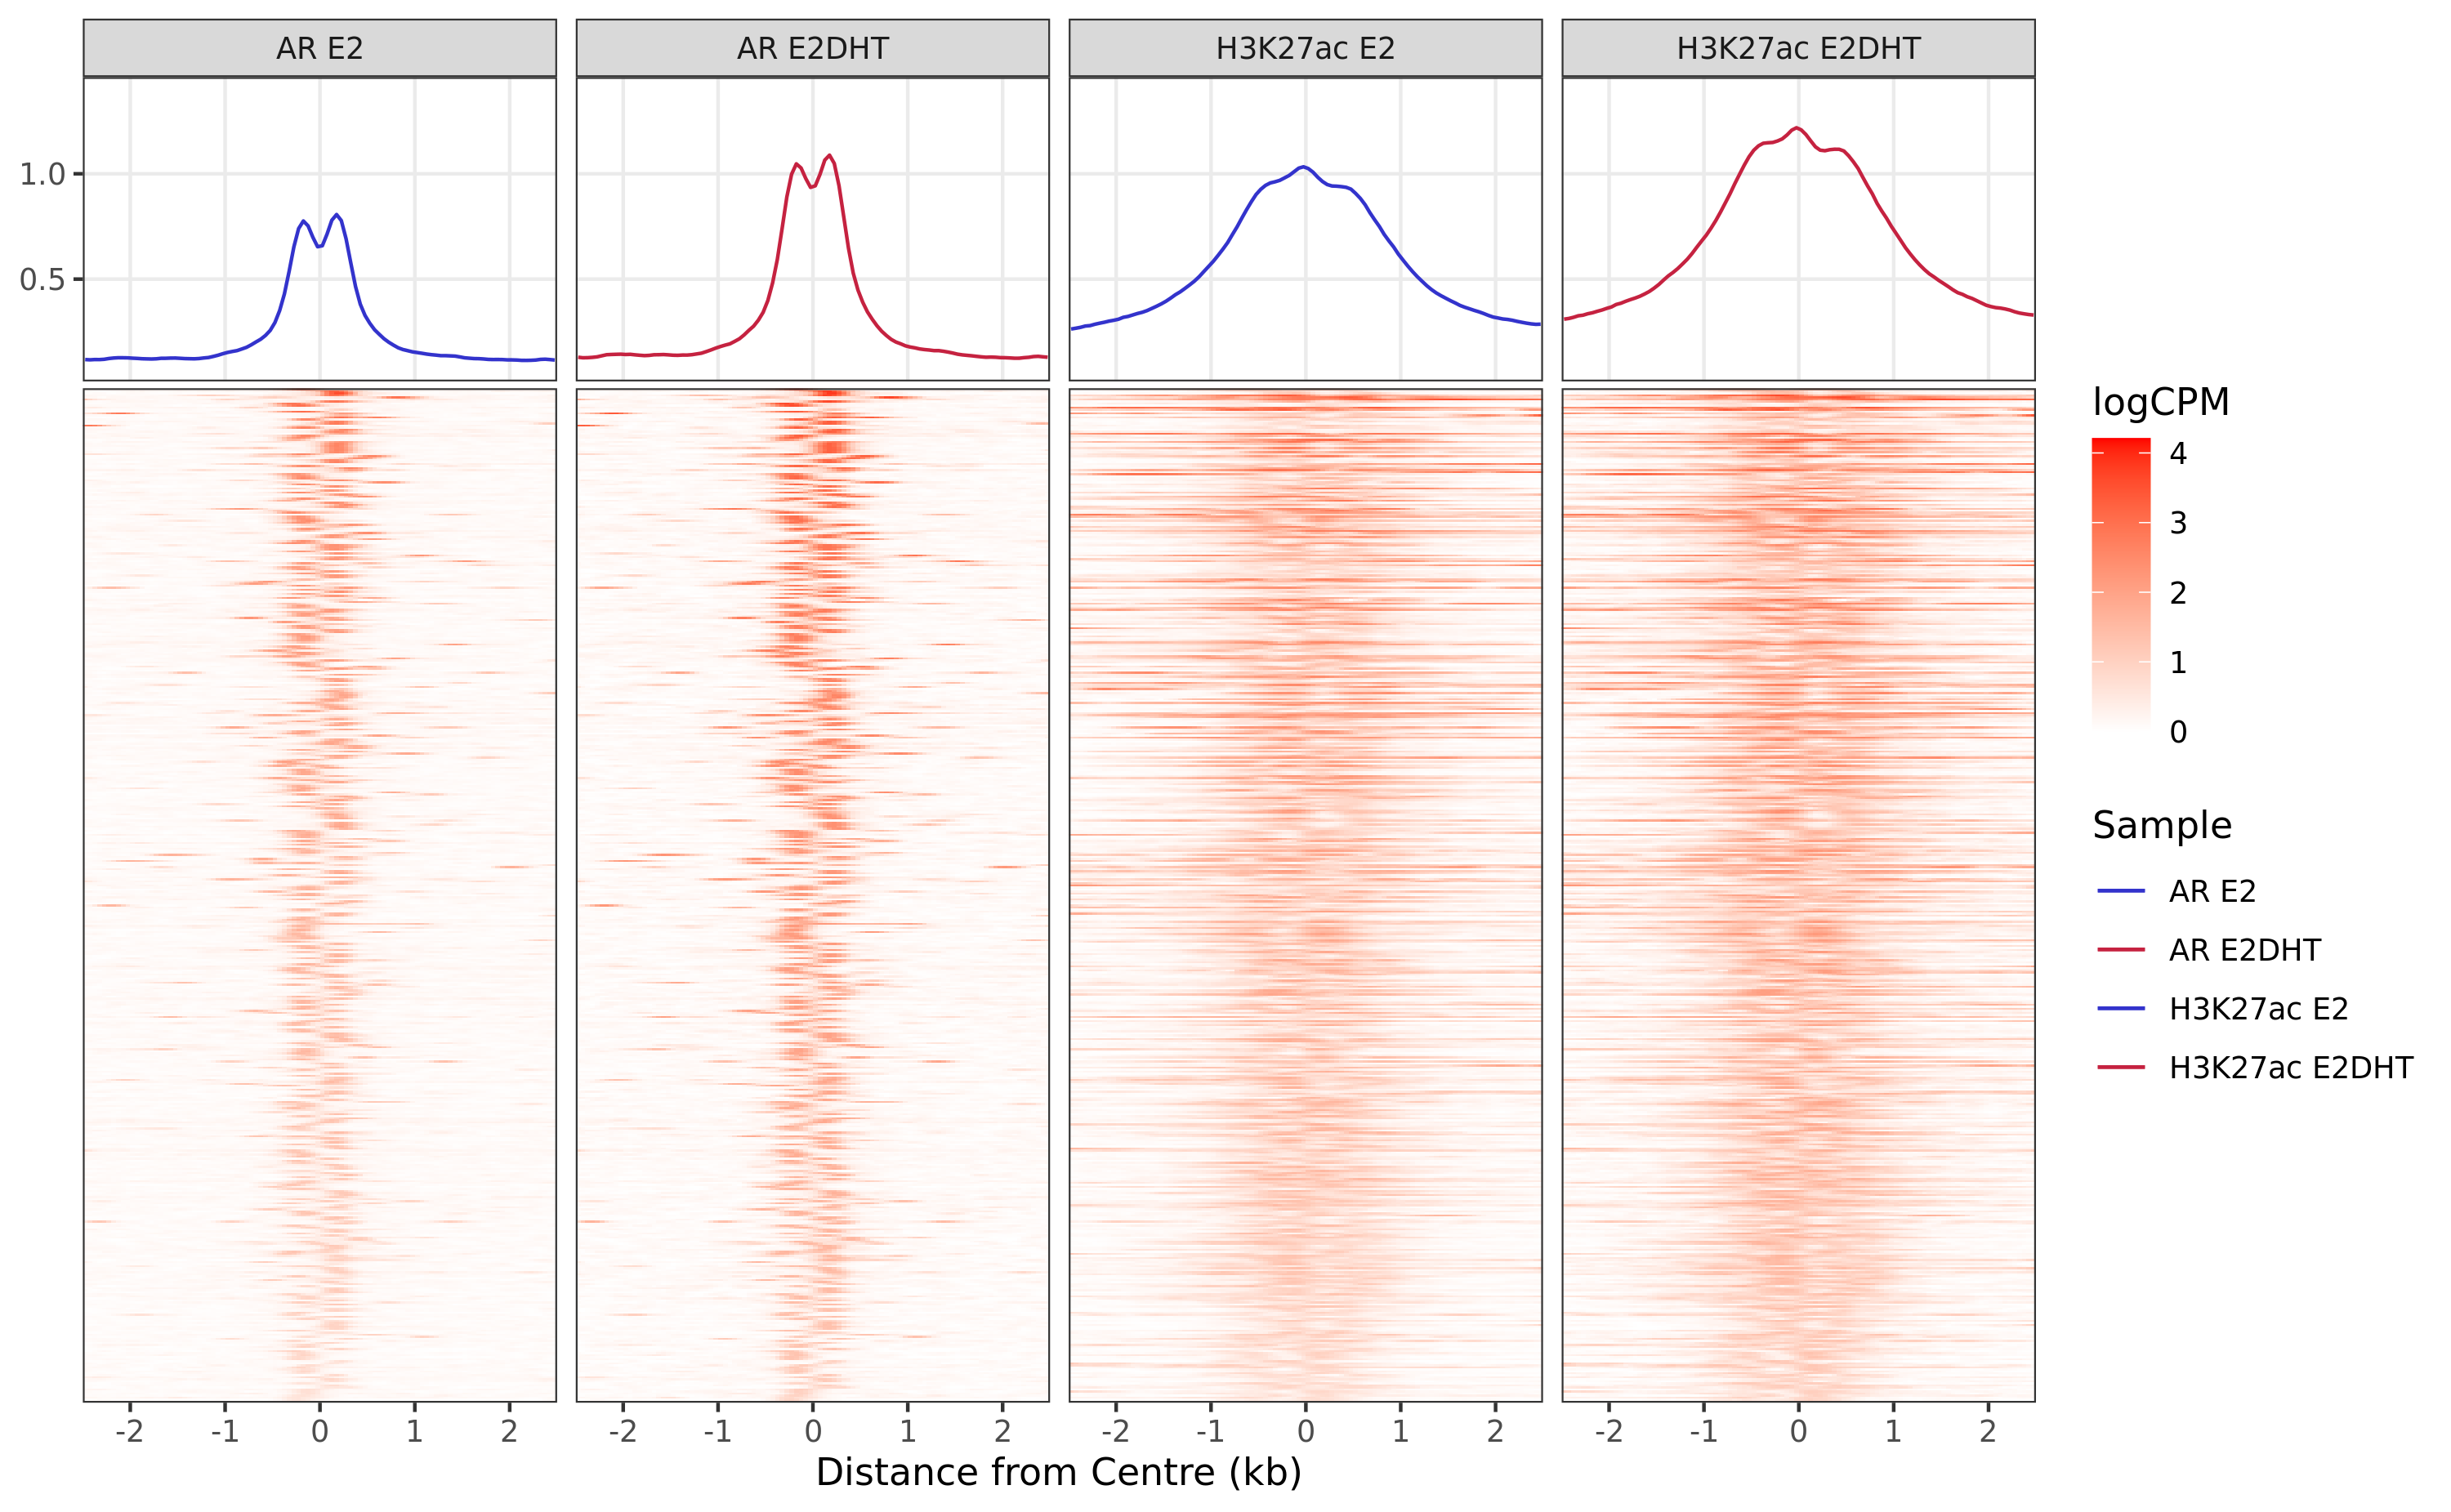 AR E2
AR E2DHT
H3K27ac E2
H3K27ac E2DHT
1.0
0.5
logCPM
4
3
2
1
0
Sample
AR E2
AR E2DHT
H3K27ac E2
H3K27ac E2DHT
-2 -1 0 1 2
-2 -1 0 1 2
-2 -1 0 1 2
-2 -1 0 1 2
Distance from Centre (kb)